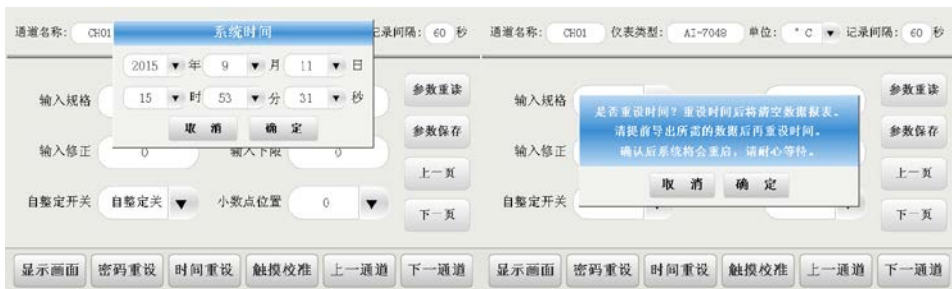 通道名称： CH01 系统时间 记录间隔： 60 秒
2015 年 9 月 11 日
15 时 53 分 31 秒
取 消 确 定
输入规格 参数重读
参数保存
输入修正 0 输入下限 0
上一页
自整定开关 自整定关 小数点位置 0 下一页
显示画面 密码重设 时间重设 触摸校准 上一通道 下一通道
通道名称： CH01 仪表类型： AI-7048 单位： °C 记录间隔： 60 秒
输入规格 参数重读
是否重设时间？重设时间后将清空数据报表。
请提前导出所需的数据后再重设时间。
确认后系统将会重启，请耐心等待。
参数保存
输入修正
上一页
取 消 确 定
自整定开关 下一页
显示画面 密码重设 时间重设 触摸校准 上一通道 下一通道